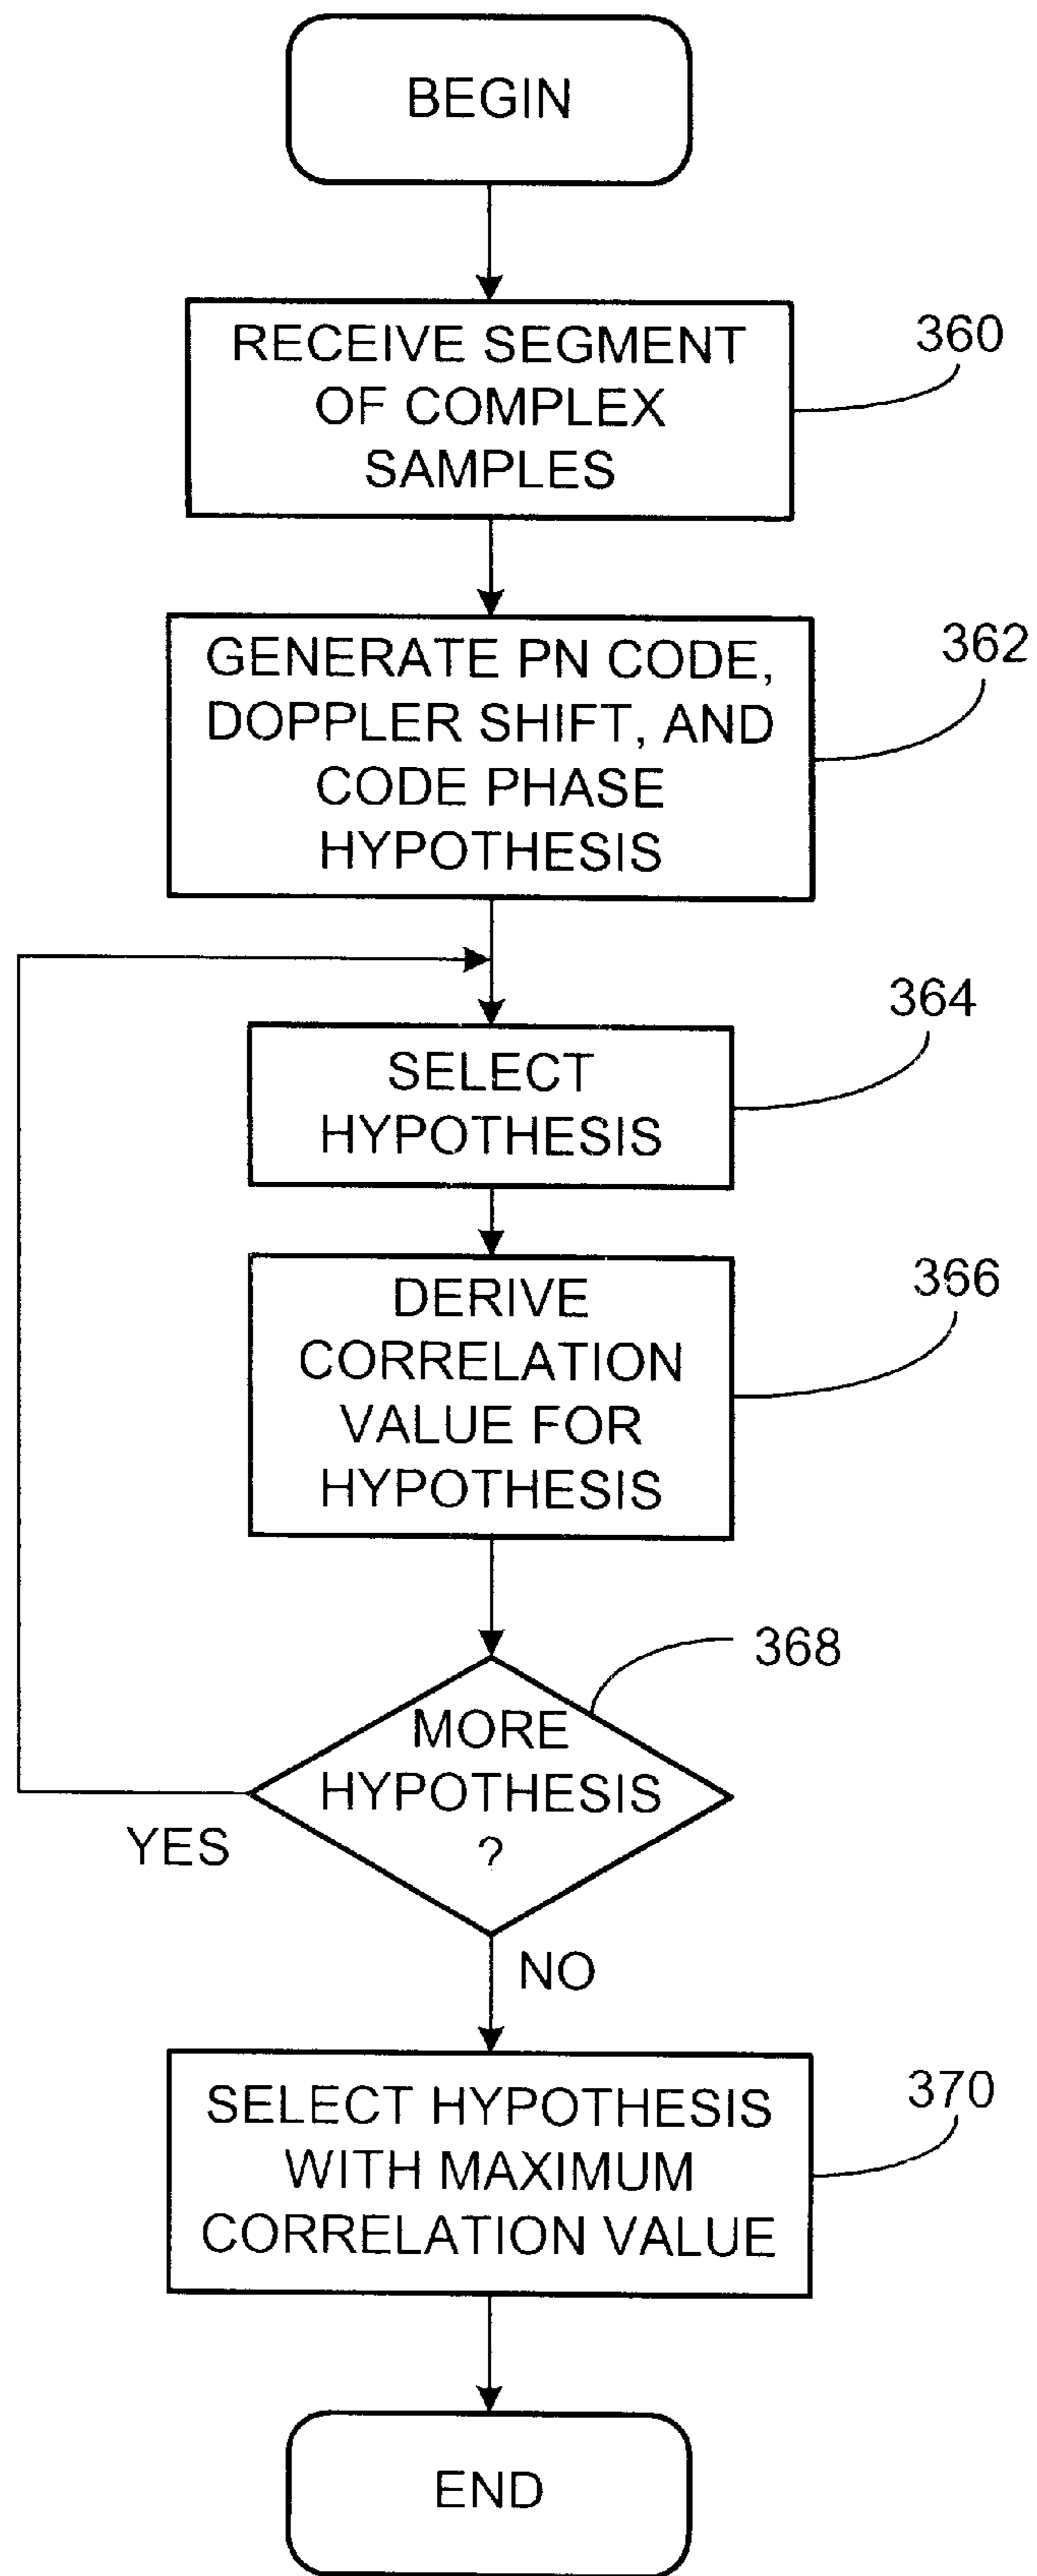 BEGIN
RECEIVE SEGMENT
OF COMPLEX
SAMPLES
360
GENERATE PN CODE,
DOPPLER SHIFT, AND
CODE PHASE
HYPOTHESIS
362
SELECT
HYPOTHESIS
364
DERIVE
CORRELATION
VALUE FOR
HYPOTHESIS
366
MORE
HYPOTHESIS
?
368
YES
NO
SELECT HYPOTHESIS
WITH MAXIMUM
CORRELATION VALUE
370
END